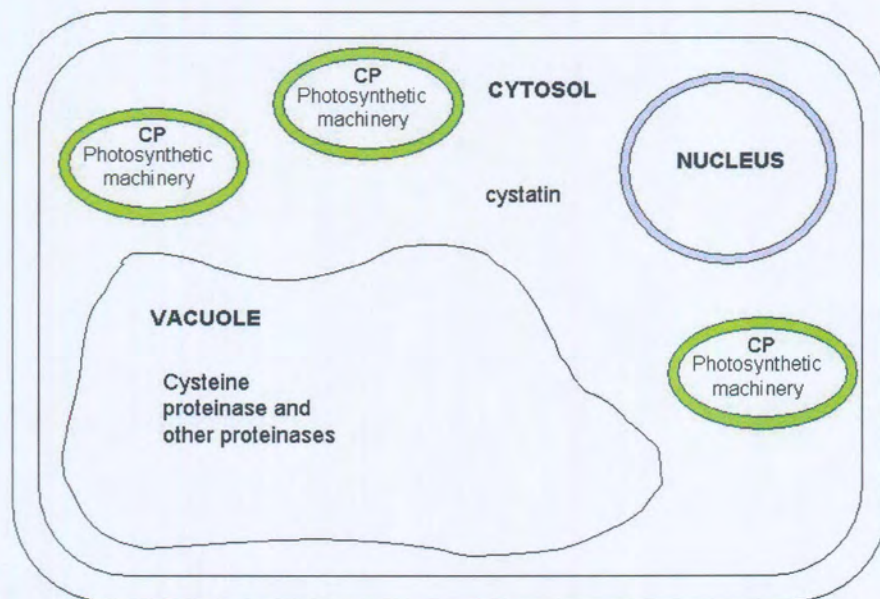 CP
Photosynthetic
machinery
CYTOSOL
CP
Photosynthetic
machinery
NUCLEUS
cystatin
VACUOLE
Cysteine
proteinase and
other proteinases
CP
Photosynthetic
machinery